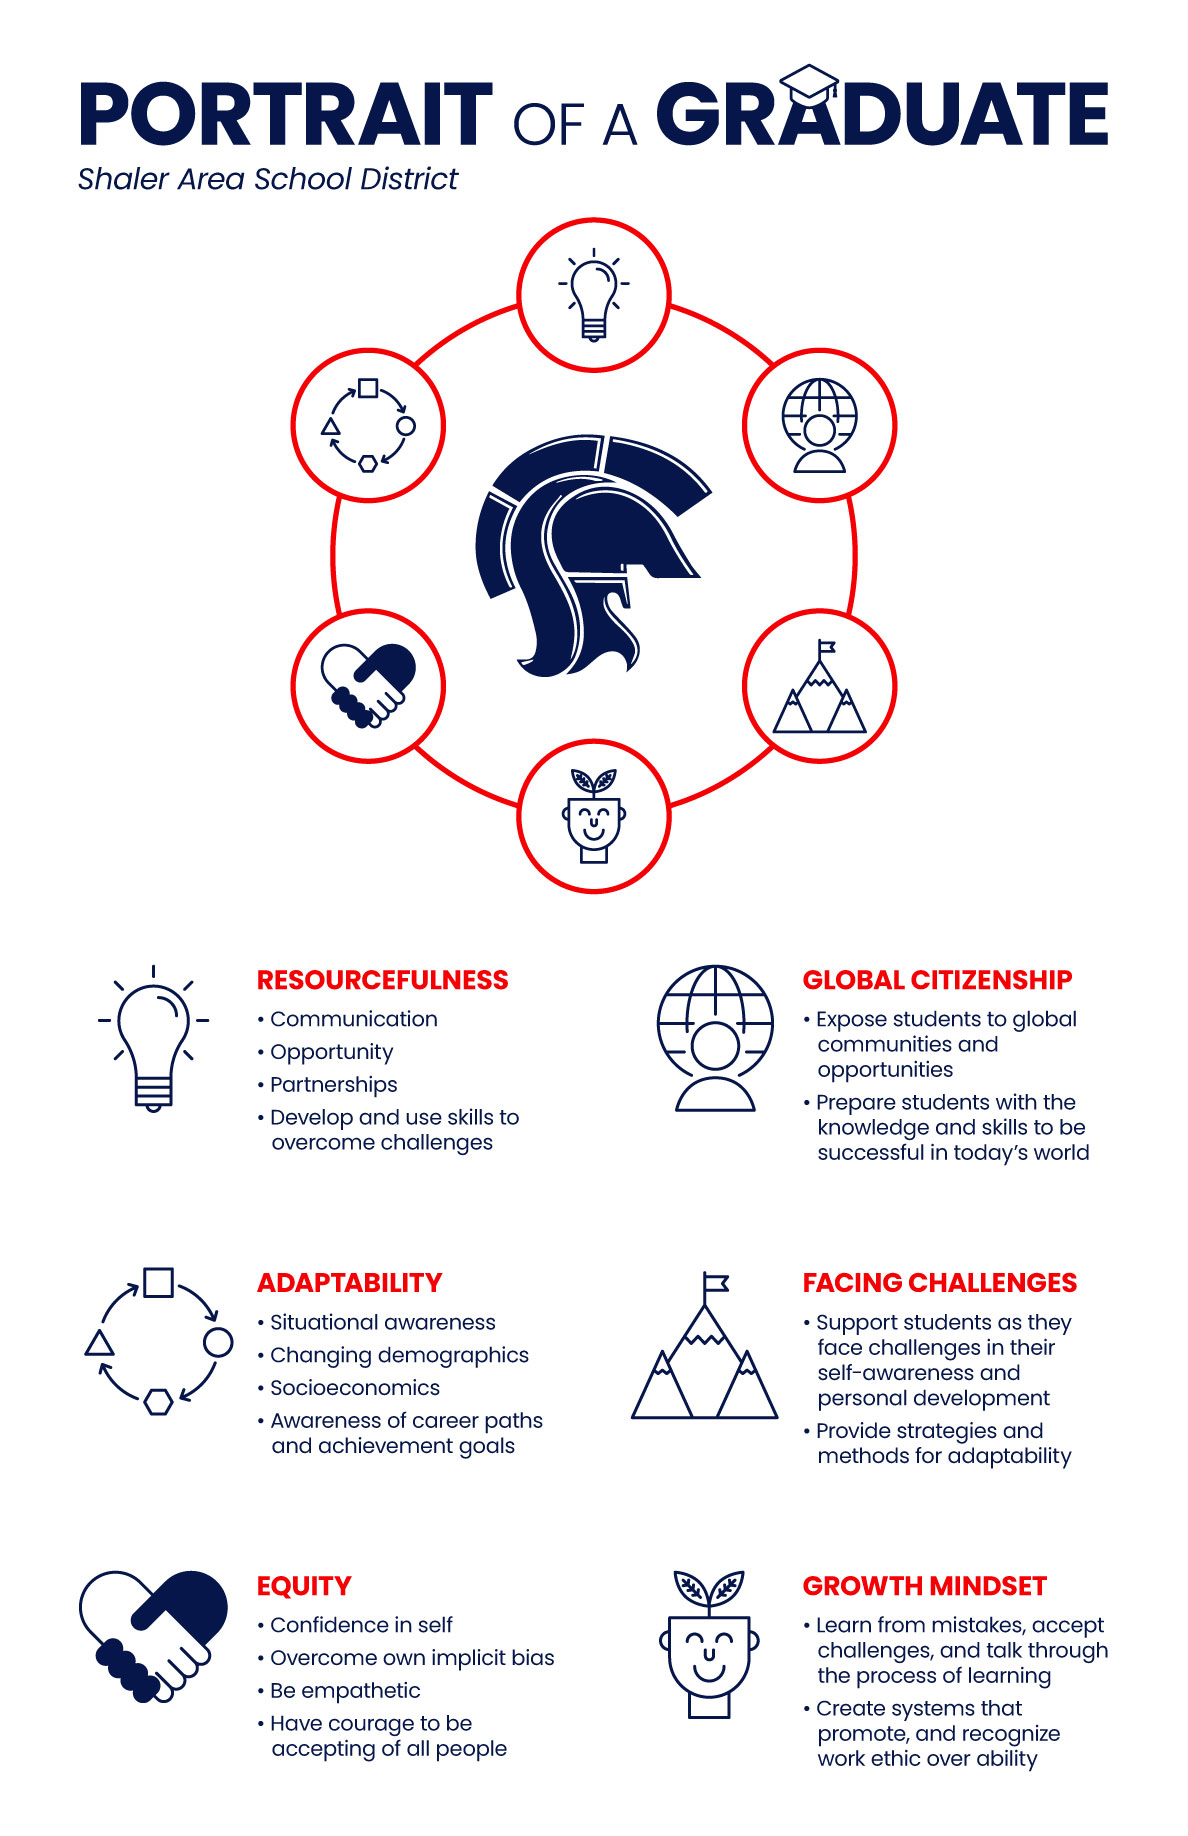 PORTRAIT OF A GRADUATE
Shaler Area School District
RESOURCEFULNESS
• Communication
• Opportunity
• Partnerships
• Develop and use skills to
overcome challenges
GLOBAL CITIZENSHIP
• Expose students to global
communities and
opportunities
• Prepare students with the
knowledge and skills to be
successful in today's world
ADAPTABILITY
• Situational awareness
• Changing demographics
• Socioeconomics
• Awareness of career paths
and achievement goals
FACING CHALLENGES
• Support students as they
face challenges in their
self-awareness and
personal development
• Provide strategies and
methods for adaptability
EQUITY
• Confidence in self
• Overcome own implicit bias
• Be empathetic
• Have courage to be
accepting of all people
GROWTH MINDSET
• Learn from mistakes, accept
challenges, and talk through
the process of learning
• Create systems that
promote, and recognize
work ethic over ability